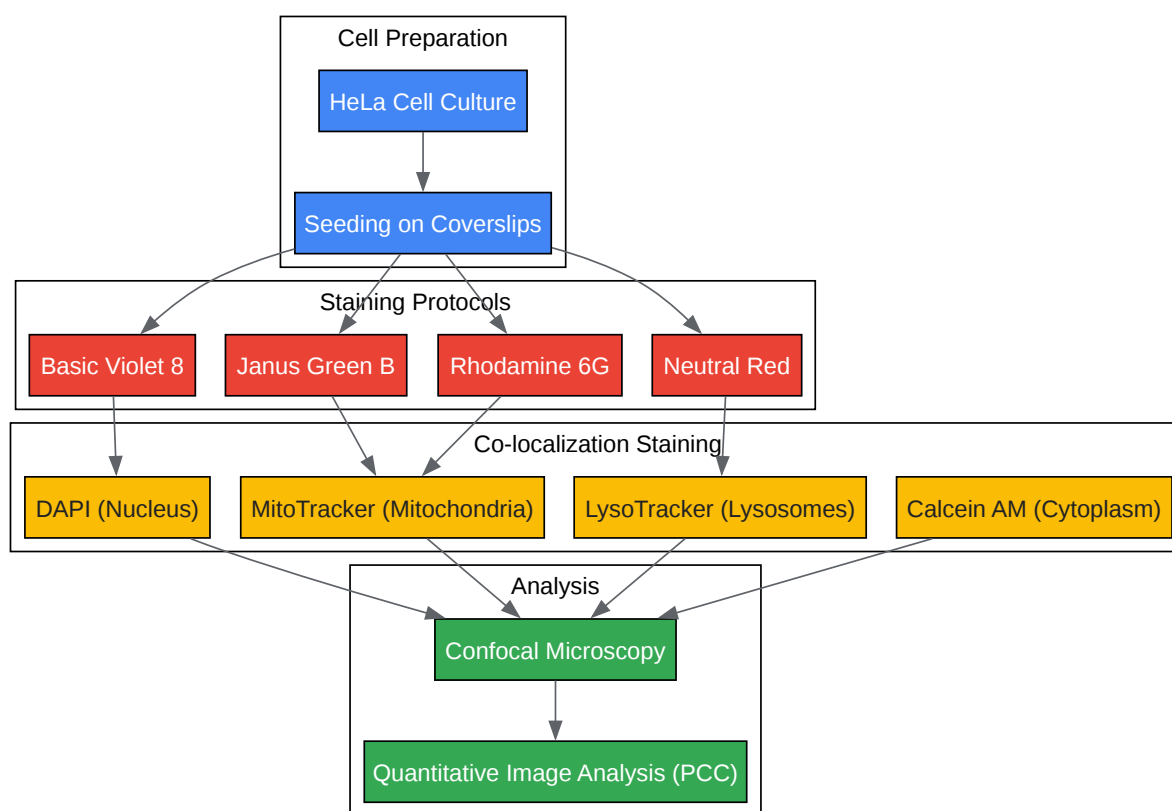 Cell Preparation
HeLa Cell Culture
Seeding on Coverslips
Staining Protocols
Basic Violet 8
Janus Green B
Rhodamine 6G
Neutral Red
Co-localization Staining
DAPI (Nucleus)
MitoTracker (Mitochondria)
LysoTracker (Lysosomes)
Calcein AM (Cytoplasm)
Analysis
Confocal Microscopy
Quantitative Image Analysis (PCC)